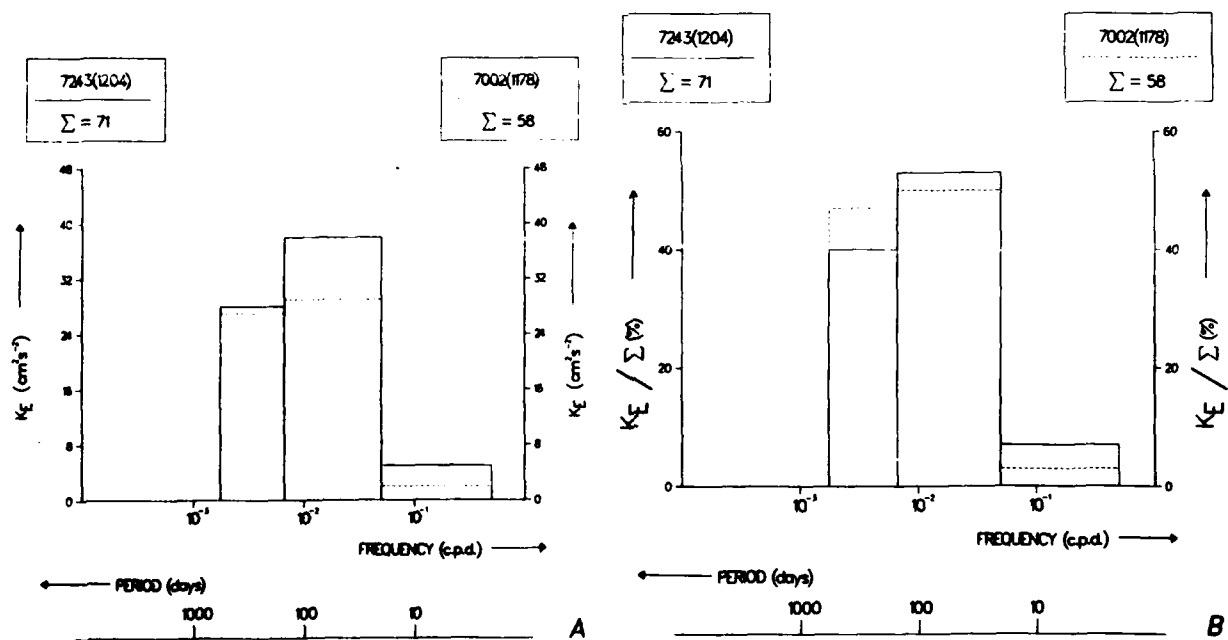 7243(1204)
Σ = 71
7002(1178)
Σ = 58
48
40
32
24
16
8
0
K_E (cm²s⁻²)
48
40
32
24
16
8
0
K_E (cm²s⁻²)
10⁻³
10⁻²
10⁻¹
FREQUENCY (c.p.d.)
PERIOD (days)
1000
100
10
A
7243(1204)
Σ = 71
7002(1178)
Σ = 58
60
40
20
0
K_E / Σ (%)
60
40
20
0
K_E / Σ (%)
10⁻³
10⁻²
10⁻¹
FREQUENCY (c.p.d.)
PERIOD (days)
1000
100
10
B